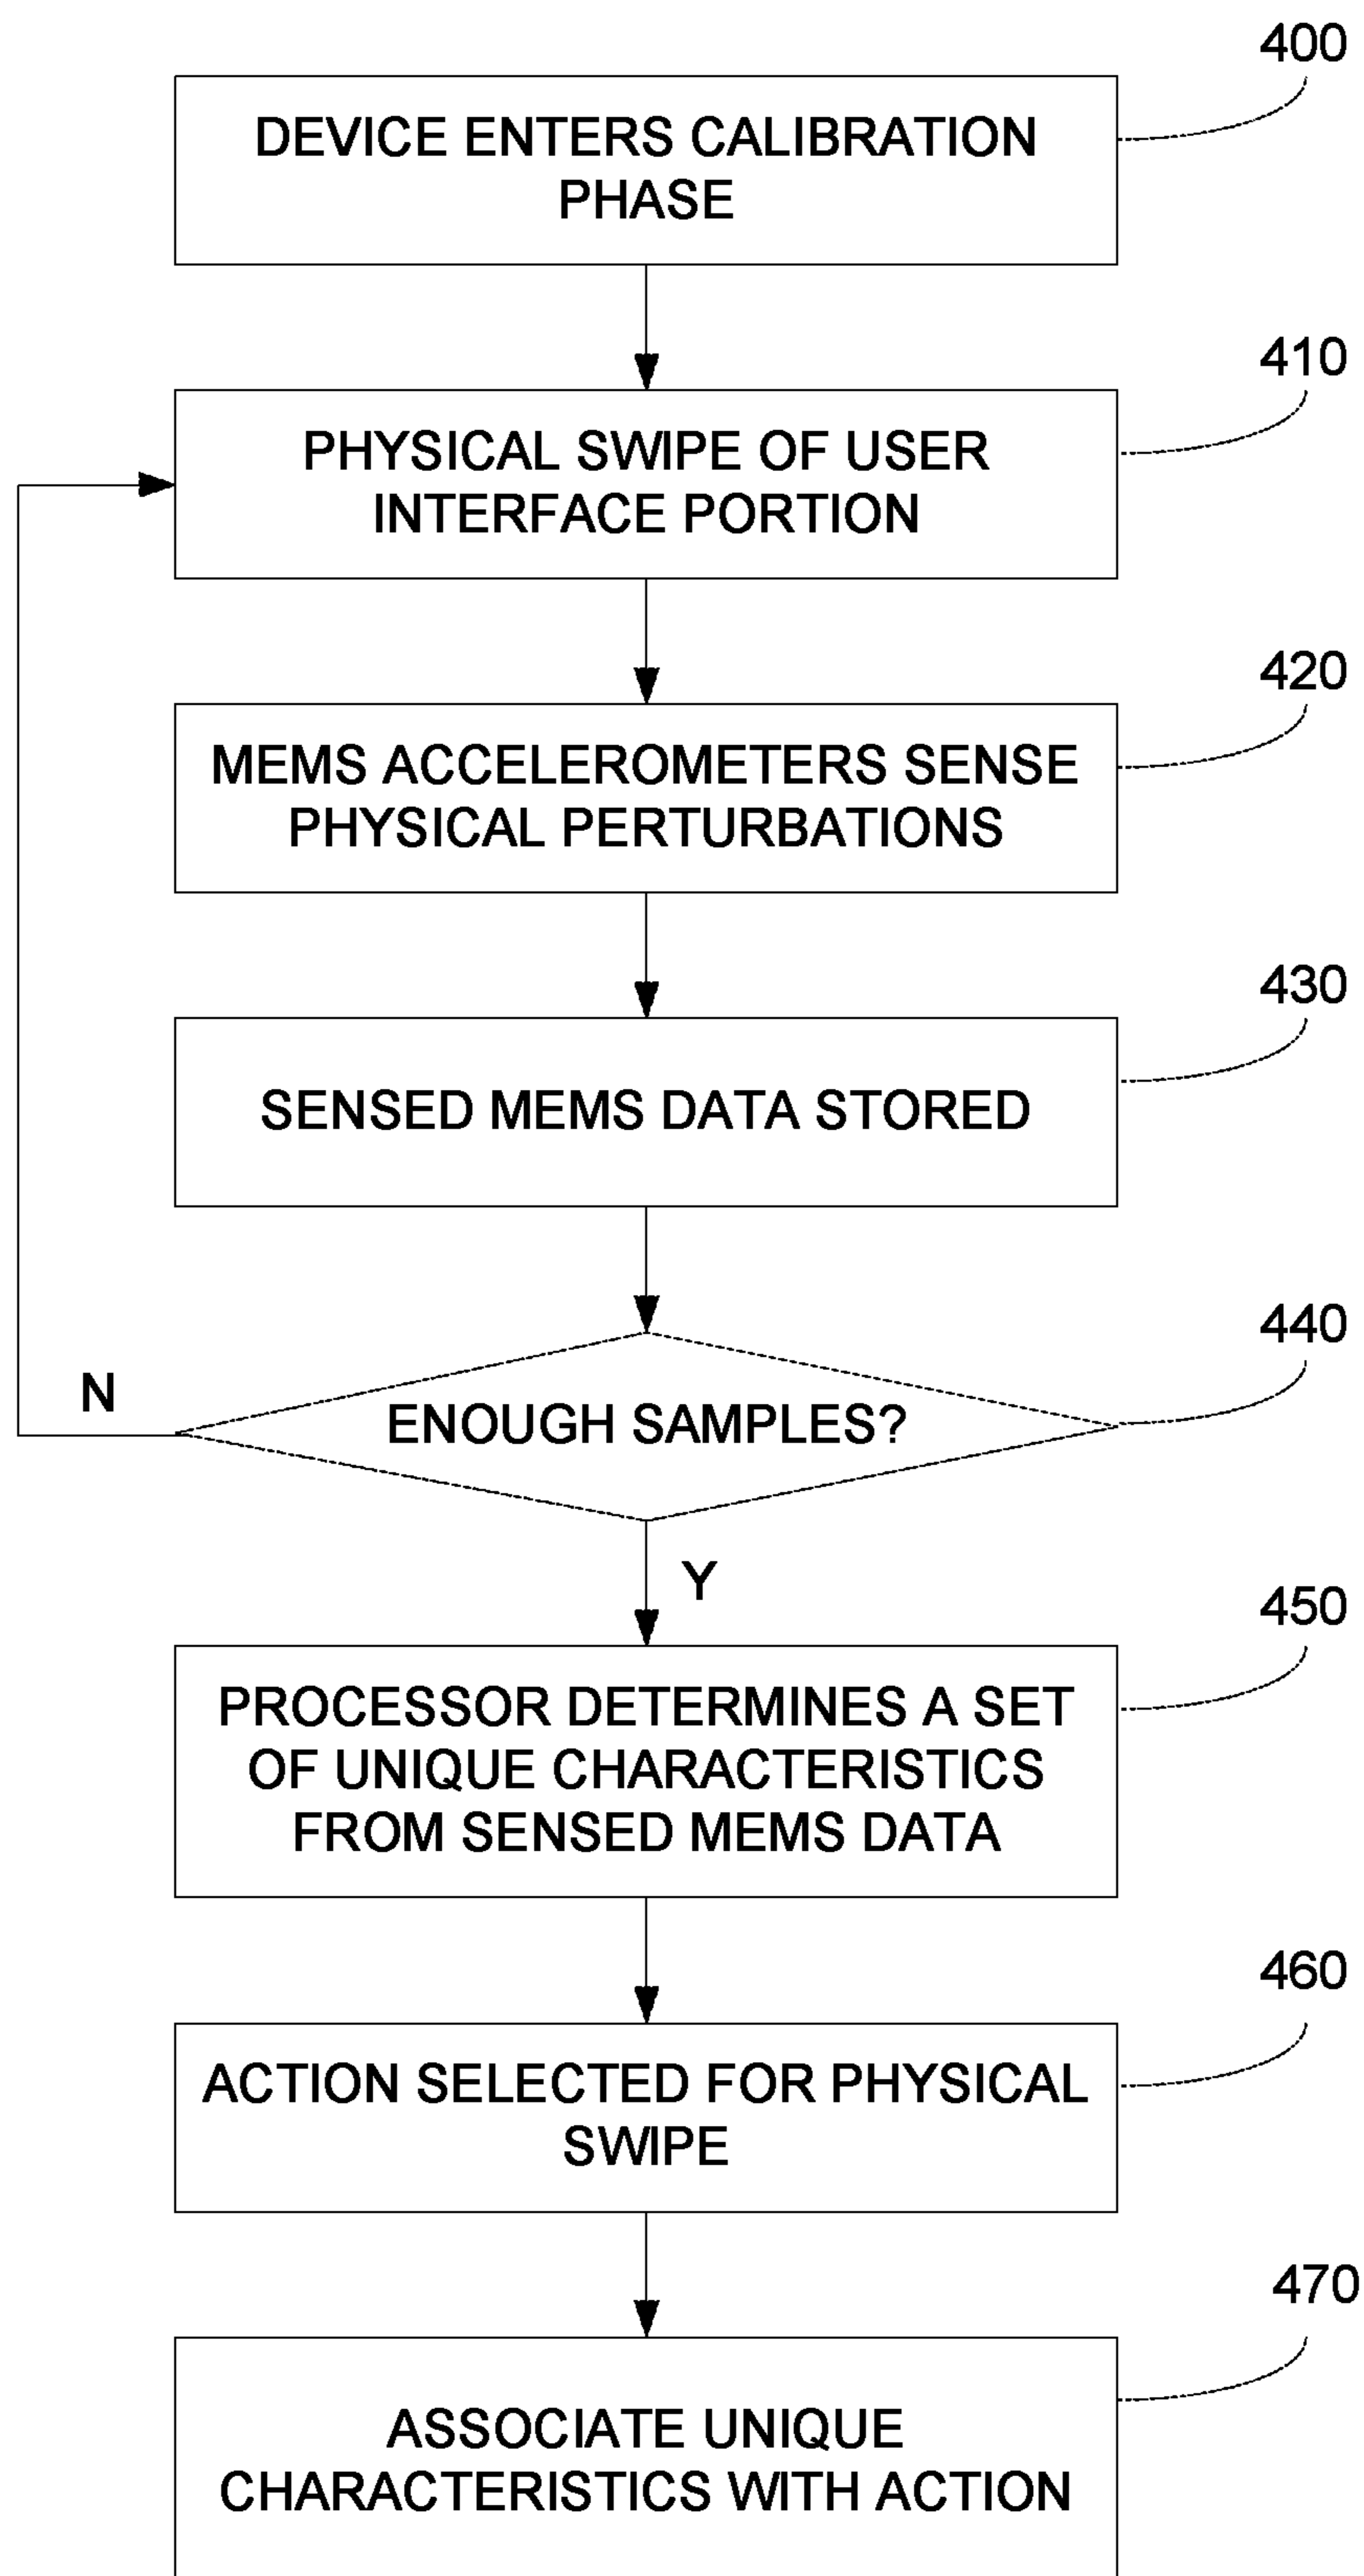 400
DEVICE ENTERS CALIBRATION
PHASE
410
PHYSICAL SWIPE OF USER
INTERFACE PORTION
420
MEMS ACCELEROMETERS SENSE
PHYSICAL PERTURBATIONS
430
SENSED MEMS DATA STORED
440
N
ENOUGH SAMPLES?
Y
450
PROCESSOR DETERMINES A SET
OF UNIQUE CHARACTERISTICS
FROM SENSED MEMS DATA
460
ACTION SELECTED FOR PHYSICAL
SWIPE
470
ASSOCIATE UNIQUE
CHARACTERISTICS WITH ACTION